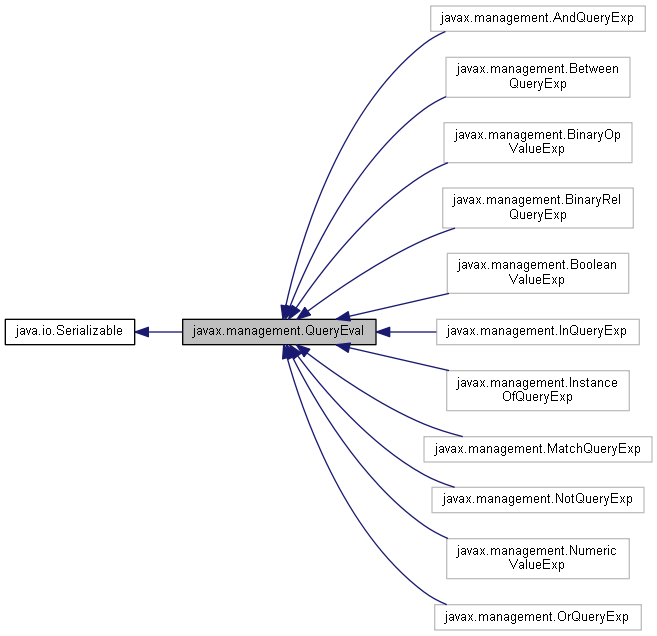 javax.management.AndQueryExp
javax.management.Between
QueryExp
javax.management.BinaryOp
ValueExp
javax.management.BinaryRel
QueryExp
javax.management.Boolean
ValueExp
java.io.Serializable
javax.management.QueryEval
javax.management.InQueryExp
javax.management.Instance
OfQueryExp
javax.management.MatchQueryExp
javax.management.NotQueryExp
javax.management.Numeric
ValueExp
javax.management.OrQueryExp